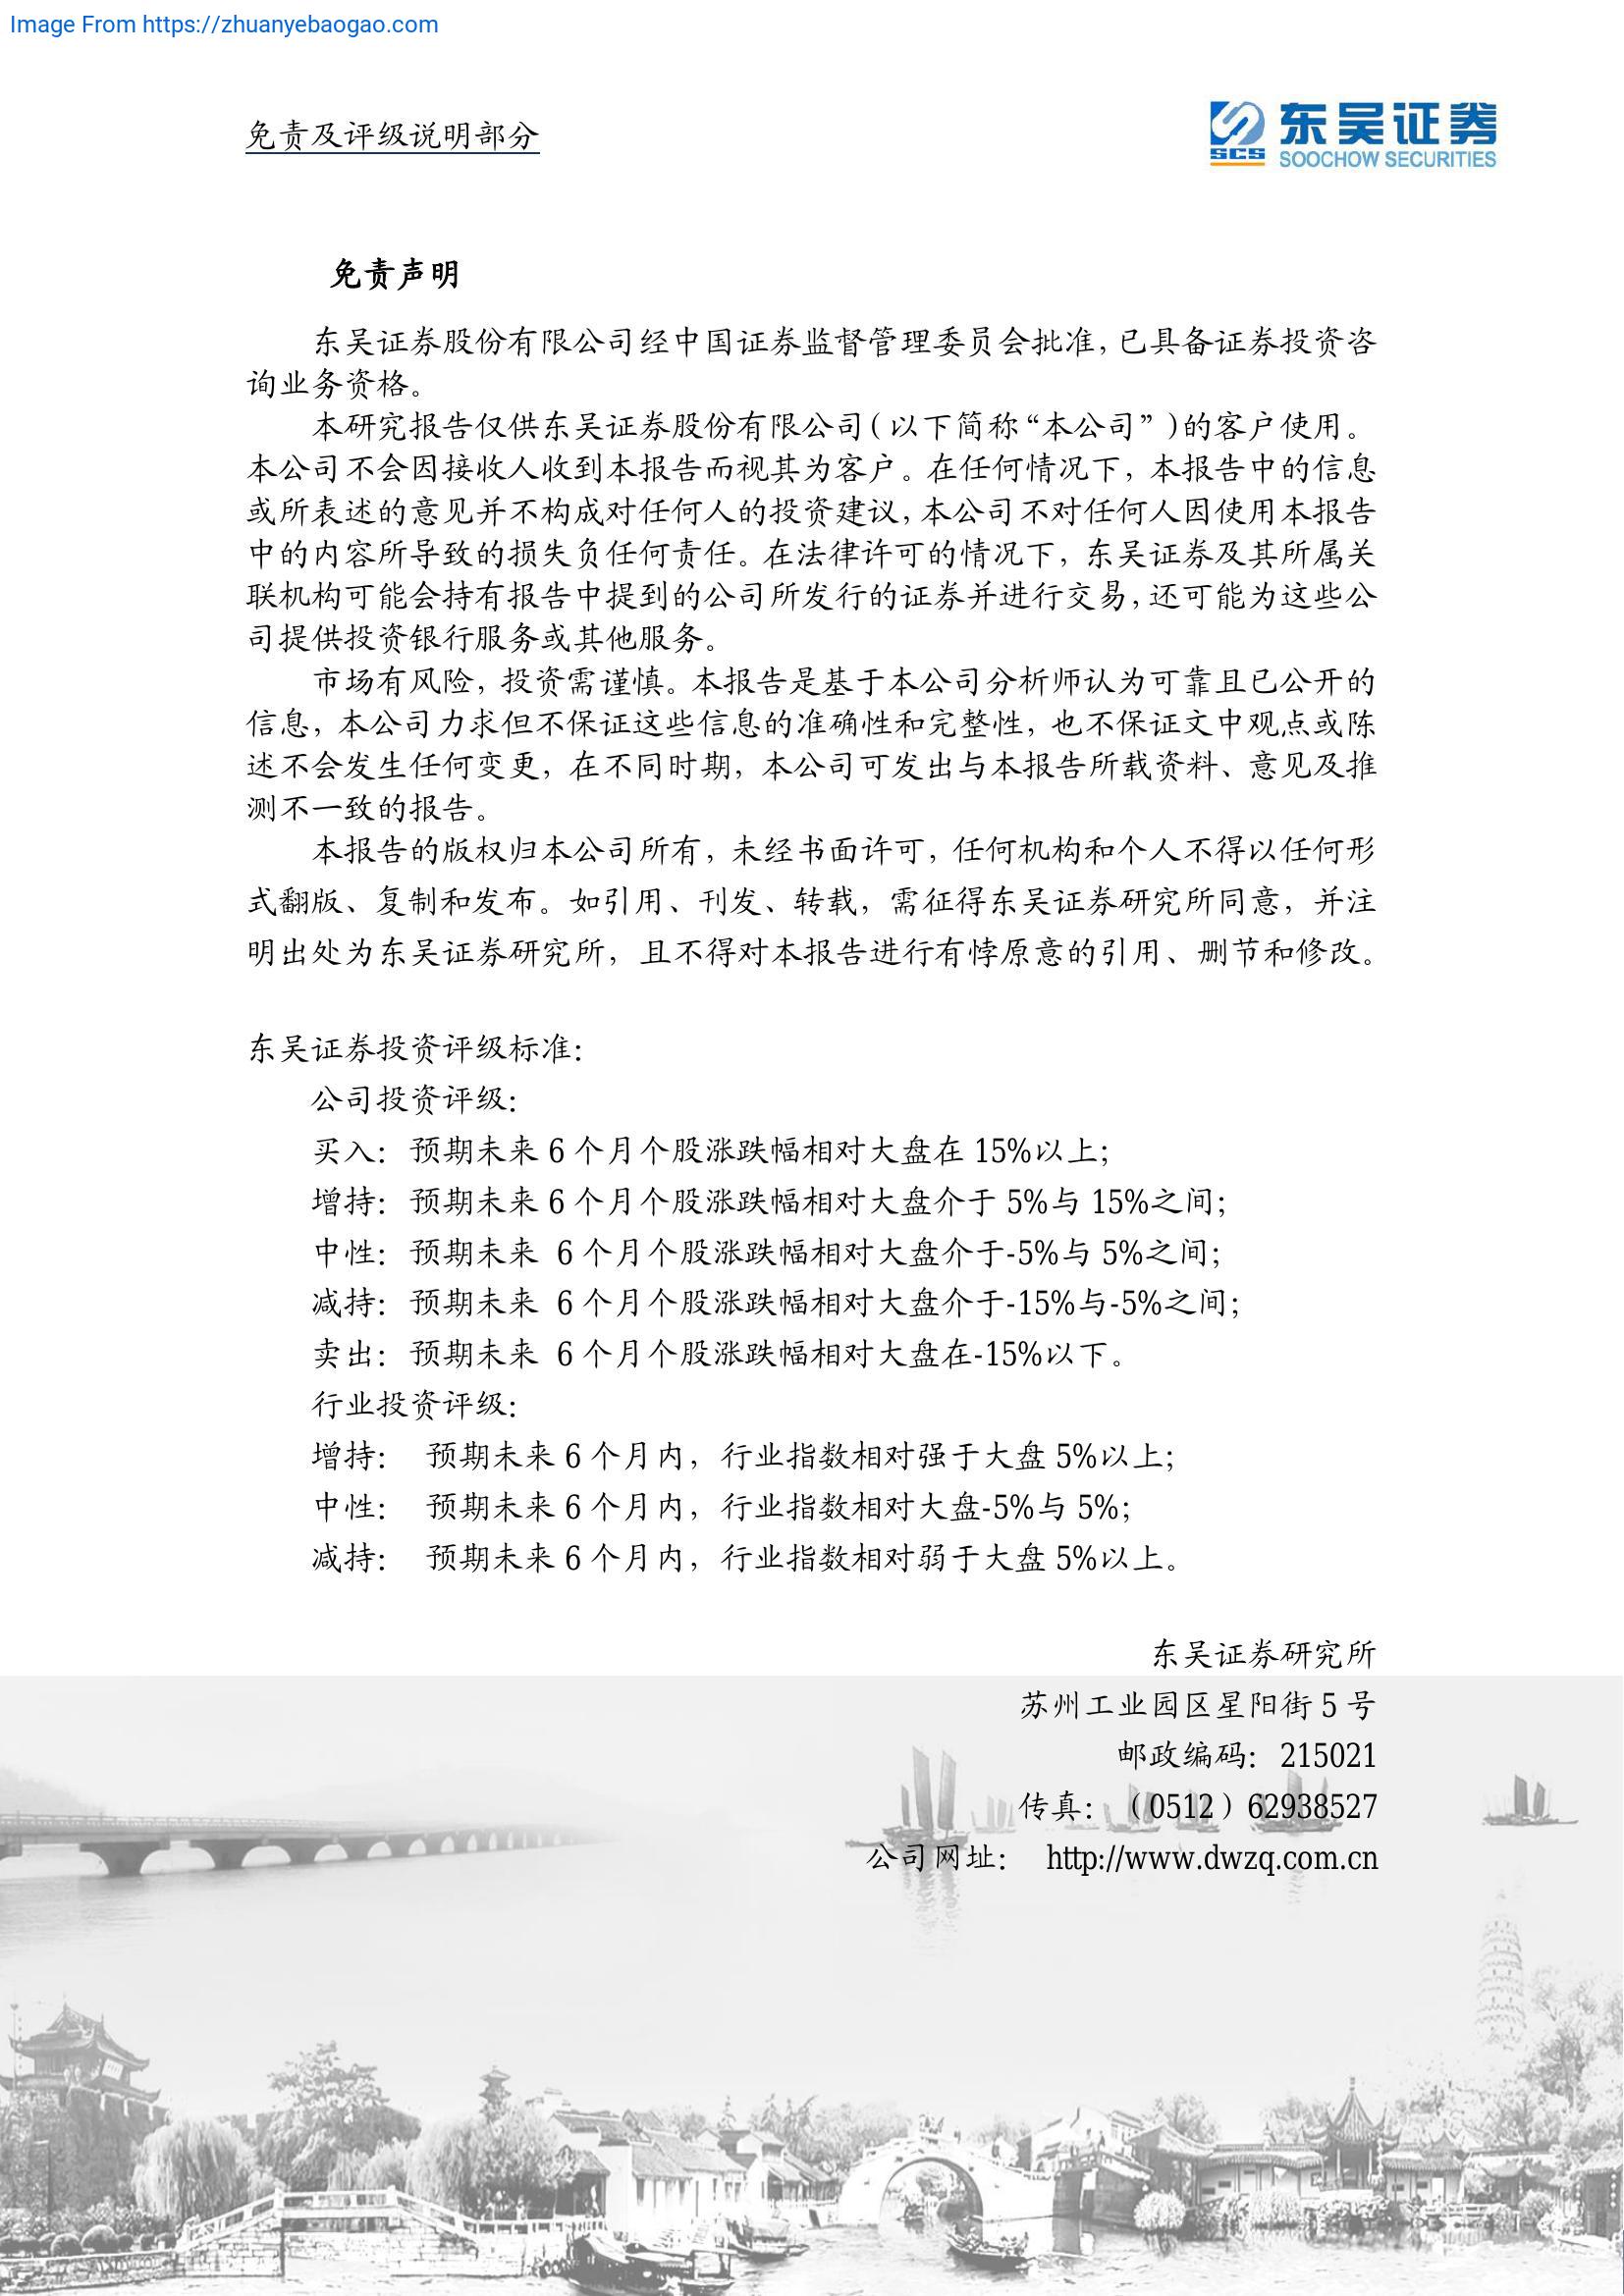 Image From https://zhuanyebaogao.com
免责及评级说明部分
SCS 东吴证券
SOOCHOW SECURITIES
免责声明
东吴证券股份有限公司经中国证券监督管理委员会批准，已具备证券投资咨
询业务资格。
本研究报告仅供东吴证券股份有限公司（以下简称“本公司”）的客户使用。
本公司不会因接收人收到本报告而视其为客户。在任何情况下，本报告中的信息
或所表述的意见并不构成对任何人的投资建议，本公司不对任何人因使用本报告
中的内容所导致的损失负任何责任。在法律许可的情况下，东吴证券及其所属关
联机构可能会持有报告中提到的公司所发行的证券并进行交易，还可能为这些公
司提供投资银行服务或其他服务。
市场有风险，投资需谨慎。本报告是基于本公司分析师认为可靠且已公开的
信息，本公司力求但不保证这些信息的准确性和完整性，也不保证文中观点或陈
述不会发生任何变更，在不同时期，本公司可发出与本报告所载资料、意见及推
测不一致的报告。
本报告的版权归本公司所有，未经书面许可，任何机构和个人不得以任何形
式翻版、复制和发布。如引用、刊发、转载，需征得东吴证券研究所同意，并注
明出处为东吴证券研究所，且不得对本报告进行有悖原意的引用、删节和修改。
东吴证券投资评级标准：
公司投资评级：
买入：预期未来 6 个月个股涨跌幅相对大盘在 15%以上；
增持：预期未来 6 个月个股涨跌幅相对大盘介于 5%与 15%之间；
中性：预期未来 6 个月个股涨跌幅相对大盘介于-5%与 5%之间；
减持：预期未来 6 个月个股涨跌幅相对大盘介于-15%与-5%之间；
卖出：预期未来 6 个月个股涨跌幅相对大盘在-15%以下。
行业投资评级：
增持： 预期未来 6 个月内，行业指数相对强于大盘 5%以上；
中性： 预期未来 6 个月内，行业指数相对大盘-5%与 5%；
减持： 预期未来 6 个月内，行业指数相对弱于大盘 5%以上。
东吴证券研究所
苏州工业园区星阳街 5 号
邮政编码：215021
传真：（0512）62938527
公司网址： http://www.dwzq.com.cn